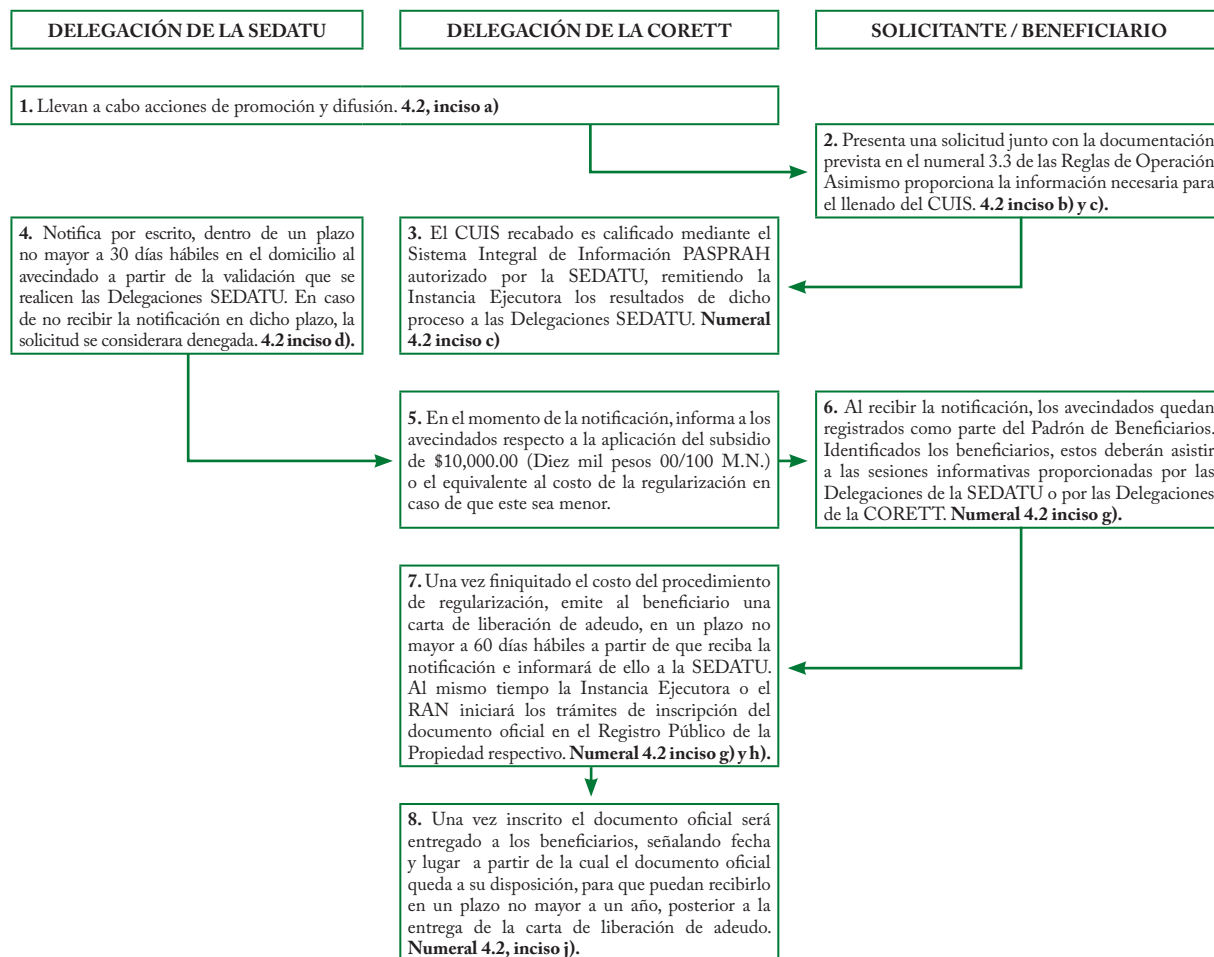 DELEGACIÓN DE LA SEDATU
DELEGACIÓN DE LA CORETT
SOLICITANTE / BENEFICIARIO
1. Llevan a cabo acciones de promoción y difusión. 4.2, inciso a)
2. Presenta una solicitud junto con la documentación
prevista en el numeral 3.3 de las Reglas de Operación
Asimismo proporciona la información necesaria para
el llenado del CUIS. 4.2 inciso b) y c).
3. El CUIS recabado es calificado mediante el
Sistema Integral de Información PASPRAH
autorizado por la SEDATU, remitiendo la
Instancia Ejecutora los resultados de dicho
proceso a las Delegaciones SEDATU. Numeral
4.2 inciso c)
4. Notifica por escrito, dentro de un plazo
no mayor a 30 días hábiles en el domicilio al
avecindado a partir de la validación que se
realicen las Delegaciones SEDATU. En caso
de no recibir la notificación en dicho plazo, la
solicitud se considerara denegada. 4.2 inciso d).
5. En el momento de la notificación, informa a los
avecindados respecto a la aplicación del subsidio
de $10,000.00 (Diez mil pesos 00/100 M.N.)
o el equivalente al costo de la regularización en
caso de que este sea menor.
6. Al recibir la notificación, los avecindados quedan
registrados como parte del Padrón de Beneficiarios.
Identificados los beneficiarios, estos deberán asistir
a las sesiones informativas proporcionadas por las
Delegaciones de la SEDATU o por las Delegaciones
de la CORETT. Numeral 4.2 inciso g).
7. Una vez finiquitado el costo del procedimiento
de regularización, emite al beneficiario una
carta de liberación de adeudo, en un plazo no
mayor a 60 días hábiles a partir de que reciba la
notificación e informará de ello a la SEDATU.
Al mismo tiempo la Instancia Ejecutora o el
RAN iniciará los trámites de inscripción del
documento oficial en el Registro Público de la
Propiedad respectivo. Numeral 4.2 inciso g) y h).
8. Una vez inscrito el documento oficial será
entregado a los beneficiarios, señalando fecha
y lugar a partir de la cual el documento oficial
queda a su disposición, para que puedan recibirlo
en un plazo no mayor a un año, posterior a la
entrega de la carta de liberación de adeudo.
Numeral 4.2, inciso j).